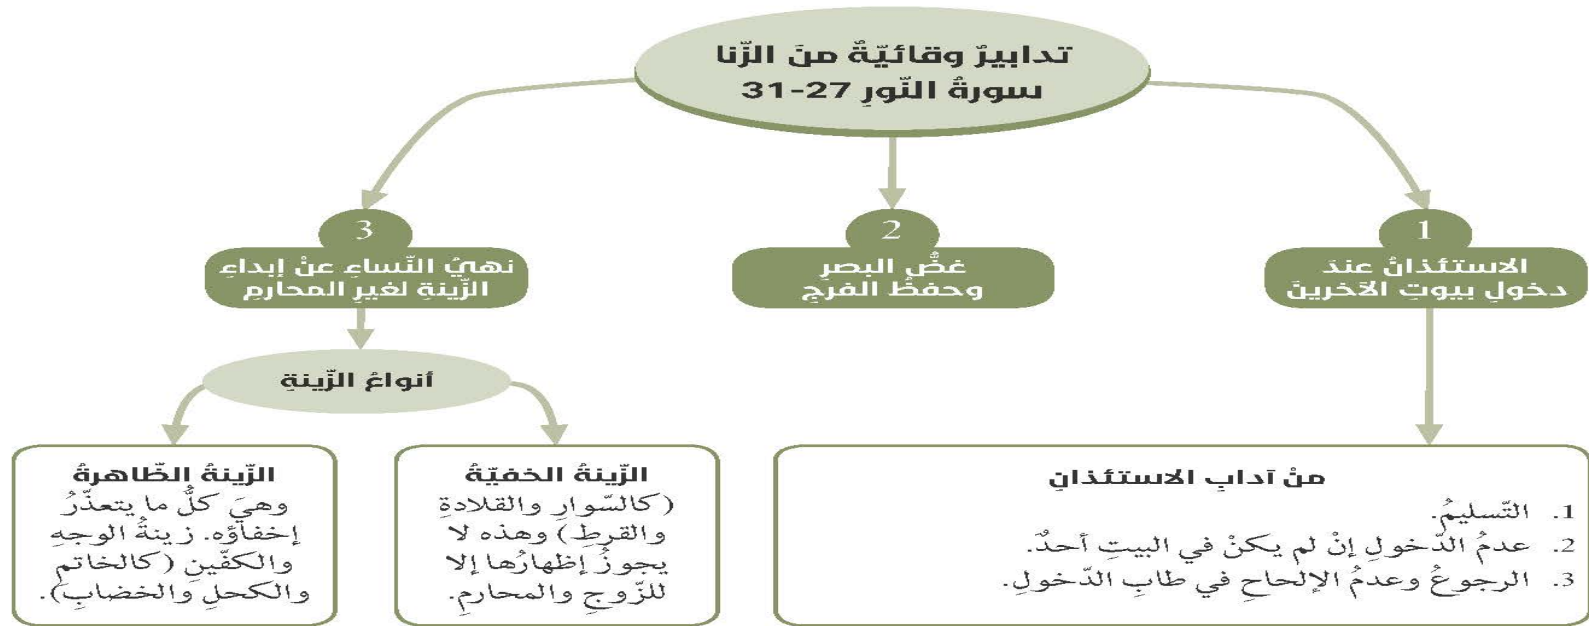 تدابيرٌ وقائيّةٌ منَ الزّنا
سورةُ النّورِ 27-31
1
الاستئذانُ عندَ
دخولِ بيوتِ الآخرينَ
2
غضُّ البصرِ
وحفظُ الفرجِ
3
نهيُ النّساءِ عنْ إبداءِ
الزّينةِ لغيرِ المحارمِ
منْ آدابِ الاستئذانِ
1. التّسليمُ.
2. عدمُ الدّخولِ إنْ لم يكنْ في البيتِ أحدٌ.
3. الرجوعُ وعدمُ الإلحاحِ في طابِ الدّخولِ.
أنواعُ الزّينةِ
الزّينةُ الخفيّةُ
(كالسّوارِ والقلادةِ
والقرطِ) وهذه لا
يجوزُ إظهارُها إلا
للزّوجِ والمحارمِ.
الزّينةُ الظّاهرةُ
وهيَ كلُّ ما يتعذّرُ
إخفاؤه. زينةُ الوجهِ
والكفّينِ (كالخاتمِ
والكحلِ والخضابِ).